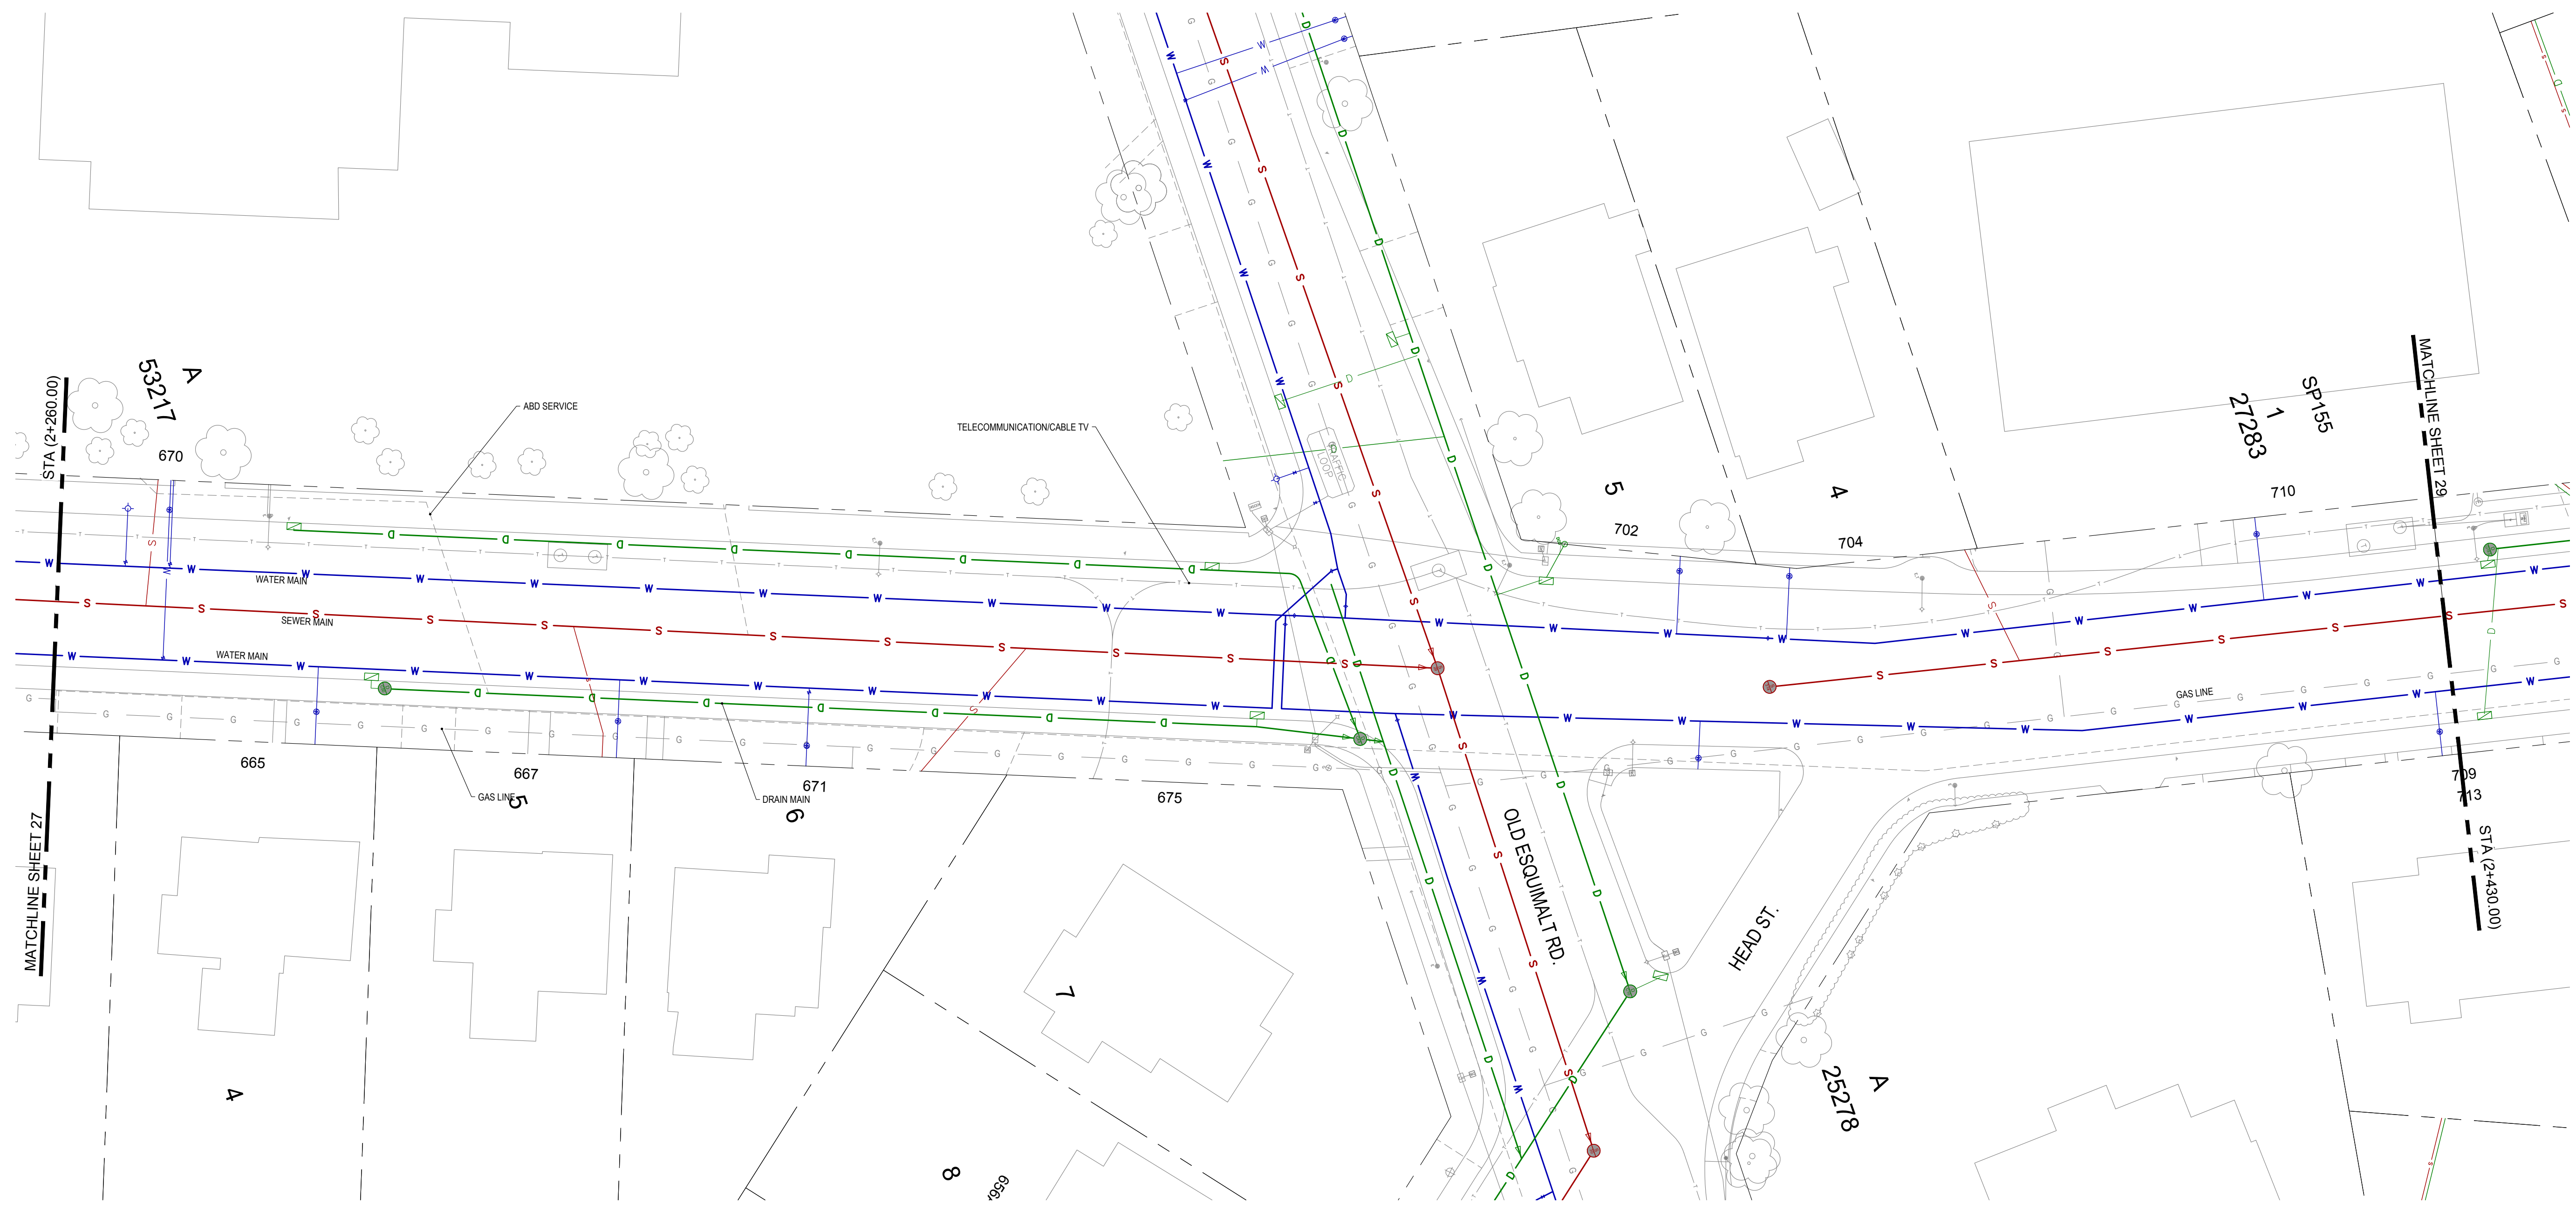 STA (2+260.00)
MATCHLINE SHEET 27
A
53217
670
ABD SERVICE
TELECOMMUNICATION/CABLE TV
WATER MAIN
SEWER MAIN
WATER MAIN
GAS LINE
DRAIN MAIN
665
667
671
675
4
5
6
7
8
TRAFFIC
LOOP
OLD ESQUIMALT RD.
HEAD ST.
5
4
702
704
710
SP155
1
27283
MATCHLINE SHEET 29
STA (2+430.00)
GAS LINE
709
713
A
25278